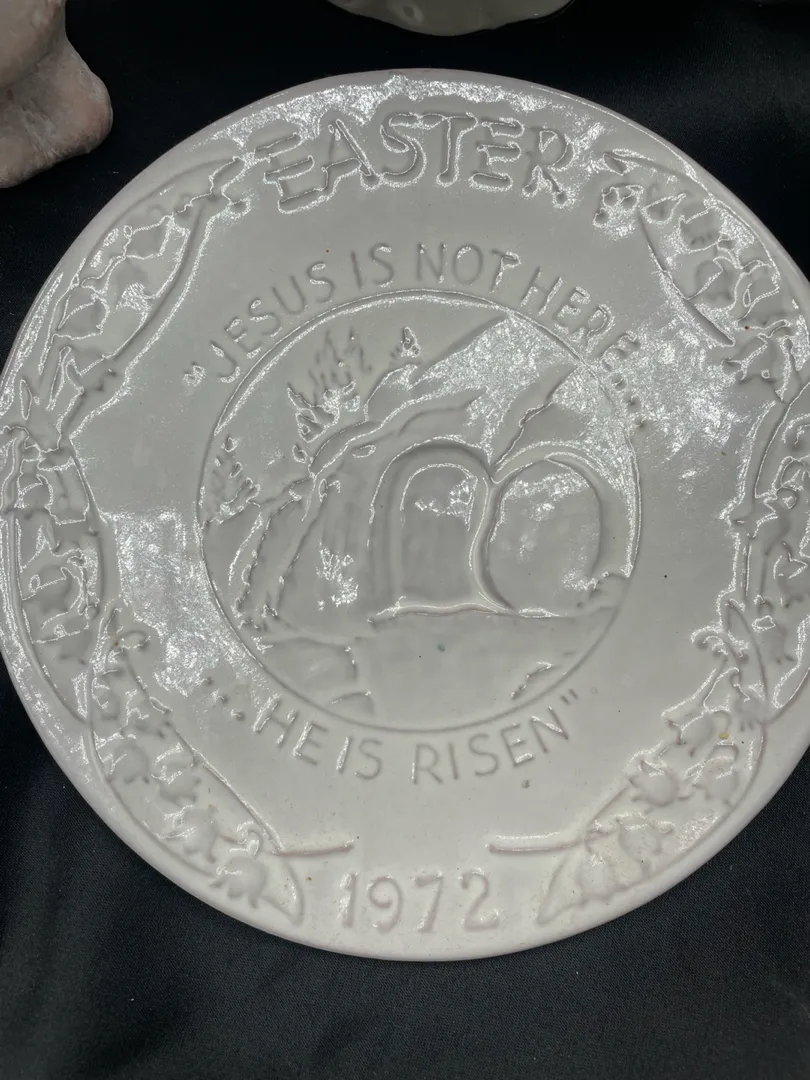 EASTER
"JESUS IS NOT HERE...
...HE IS RISEN"
1972